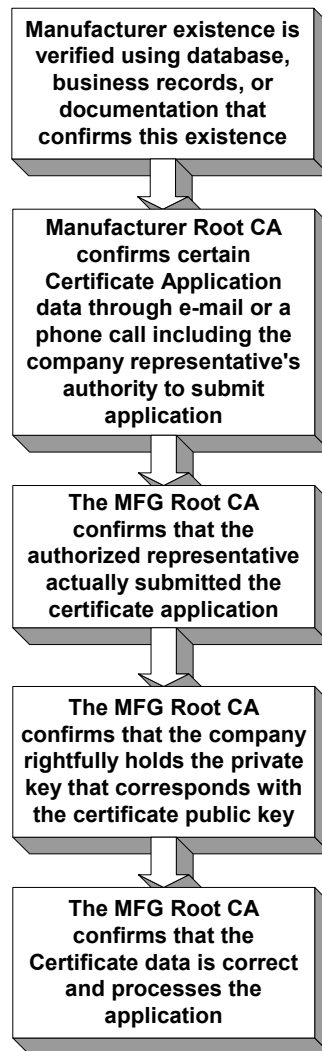 Manufacturer existence is
verified using database,
business records, or
documentation that
confirms this existence
Manufacturer Root CA
confirms certain
Certificate Application
data through e-mail or a
phone call including the
company representative's
authority to submit
application
The MFG Root CA
confirms that the
authorized representative
actually submitted the
certificate application
The MFG Root CA
confirms that the company
rightfully holds the private
key that corresponds with
the certificate public key
The MFG Root CA
confirms that the
Certificate data is correct
and processes the
application